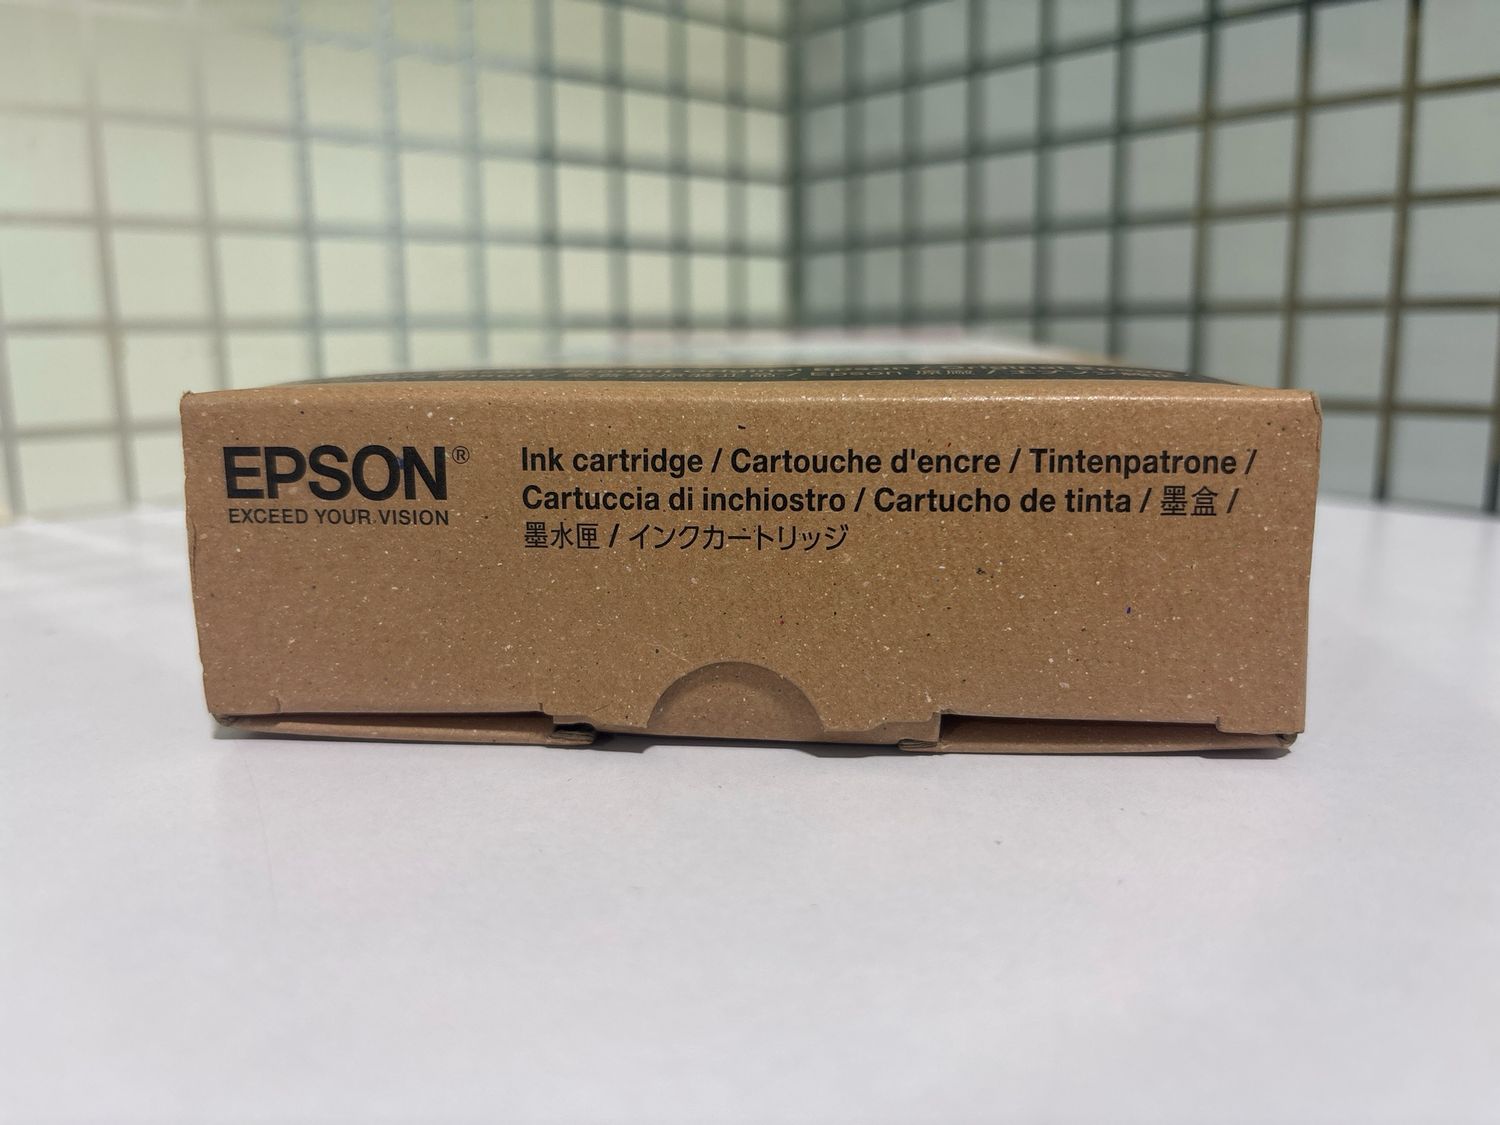 EPSON®
EXCEED YOUR VISION
Ink cartridge / Cartouche d'encre / Tintenpatrone /
Cartuccia di inchiostro / Cartucho de tinta / 墨盒 /
墨水匣 / インクカートリッジ